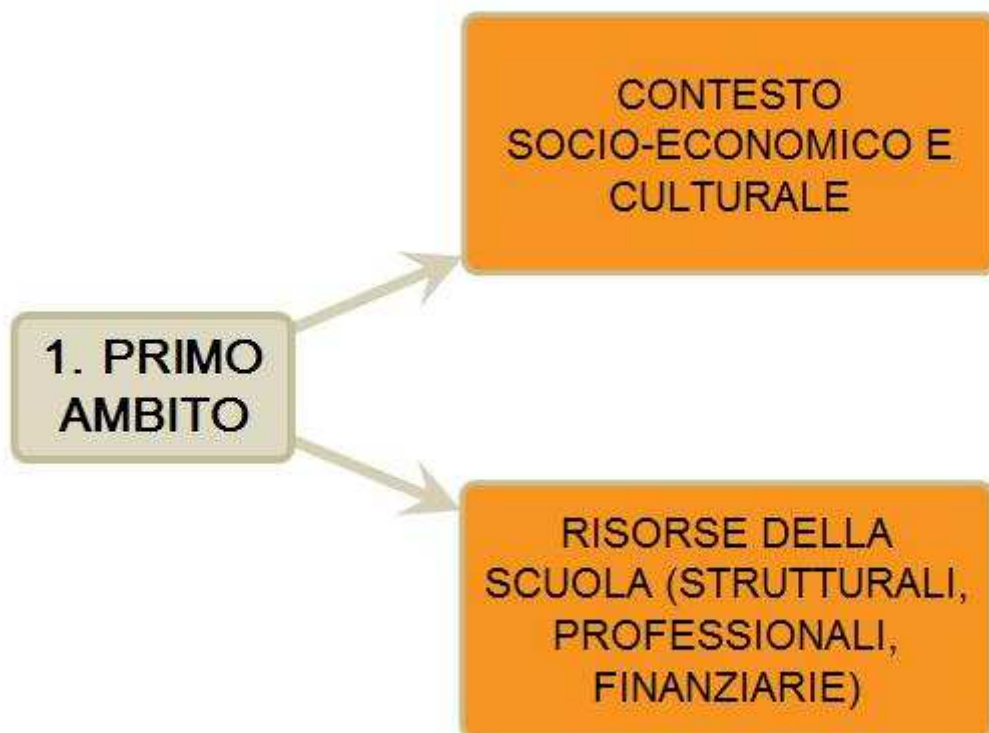 CONTESTO
SOCIO-ECONOMICO E
CULTURALE
1. PRIMO
AMBITO
RISORSE DELLA
SCUOLA (STRUTTURALI,
PROFESSIONALI,
FINANZIARIE)